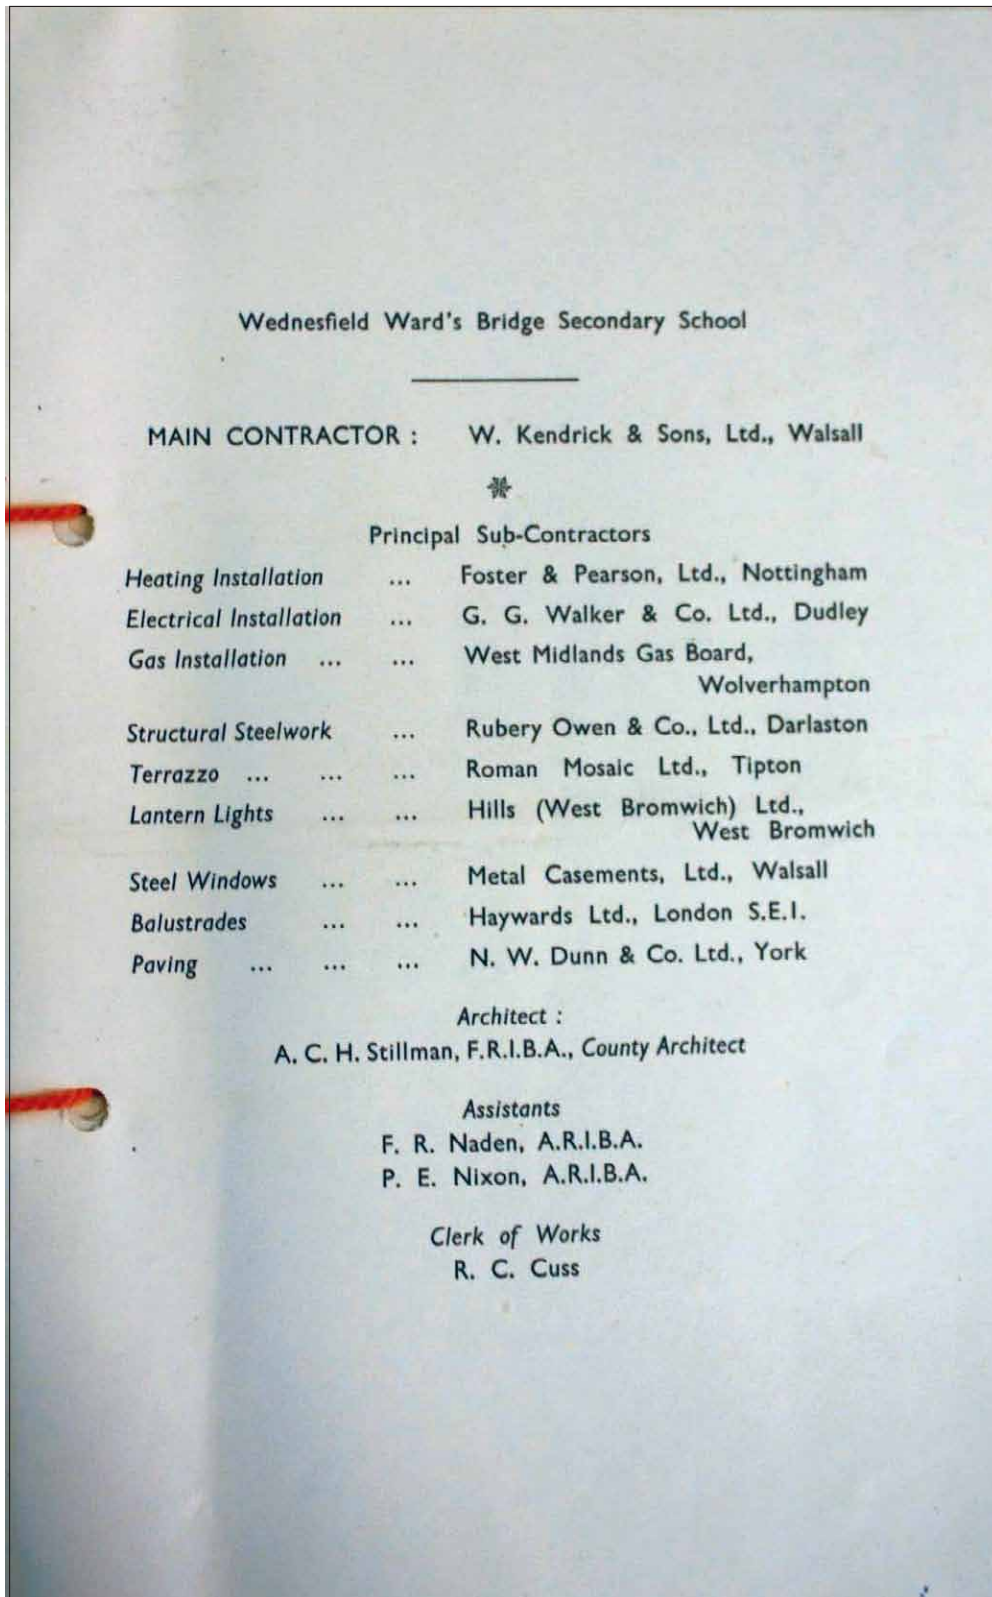 Wednesfield Ward's Bridge Secondary School
MAIN CONTRACTOR : W. Kendrick & Sons, Ltd., Walsall
Principal Sub-Contractors
Heating Installation ... Foster & Pearson, Ltd., Nottingham
Electrical Installation ... G. G. Walker & Co. Ltd., Dudley
Gas Installation ... ... West Midlands Gas Board,
Wolverhampton
Structural Steelwork ... Rubery Owen & Co., Ltd., Darlaston
Terrazzo ... ... ... Roman Mosaic Ltd., Tipton
Lantern Lights ... ... Hills (West Bromwich) Ltd.,
West Bromwich
Steel Windows ... ... Metal Casements, Ltd., Walsall
Balustrades ... ... Haywards Ltd., London S.E.I.
Paving ... ... ... N. W. Dunn & Co. Ltd., York
Architect :
A. C. H. Stillman, F.R.I.B.A., County Architect
Assistants
F. R. Naden, A.R.I.B.A.
P. E. Nixon, A.R.I.B.A.
Clerk of Works
R. C. Cuss